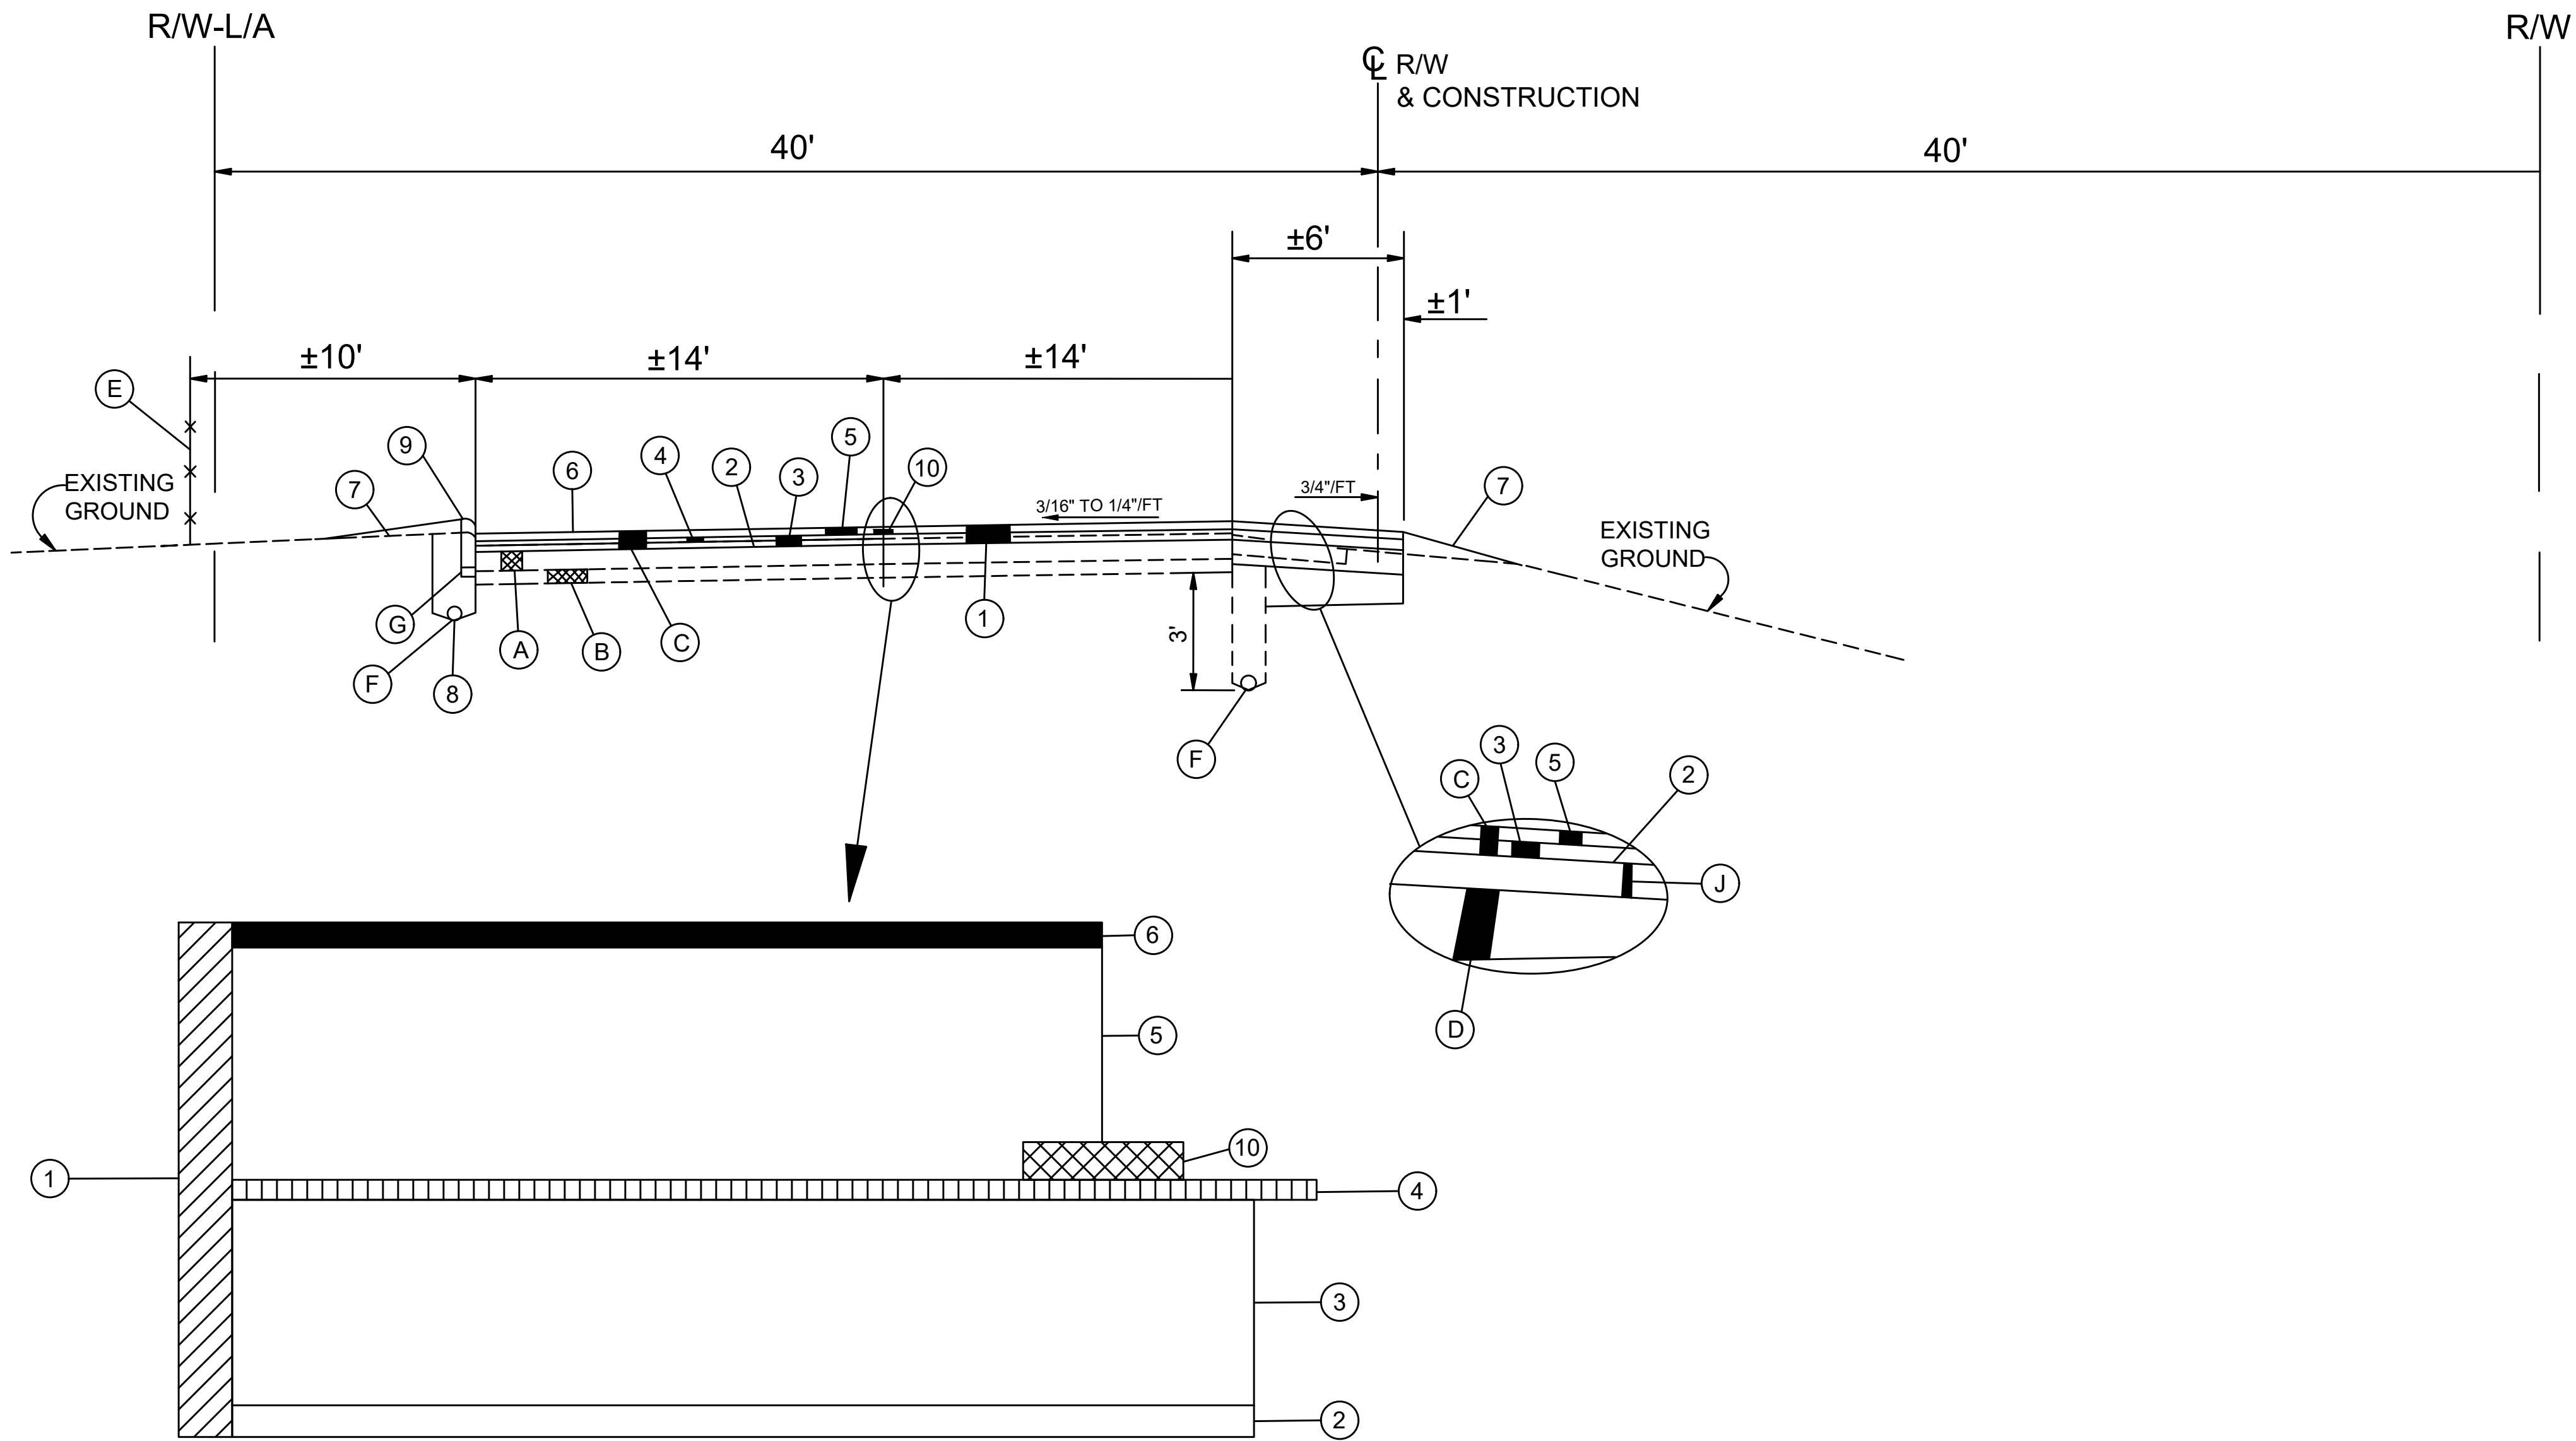 R/W-L/A
R/W
℄ R/W
& CONSTRUCTION
40'
40'
±6'
±1'
±10'
±14'
±14'
E
9
6
4
2
3
5
10
7
EXISTING
GROUND
3/16" TO 1/4"/FT
3/4"/FT
7
EXISTING
GROUND
G
A
B
C
1
3'
F
8
F
C
3
5
2
J
D
6
5
10
1
4
3
2